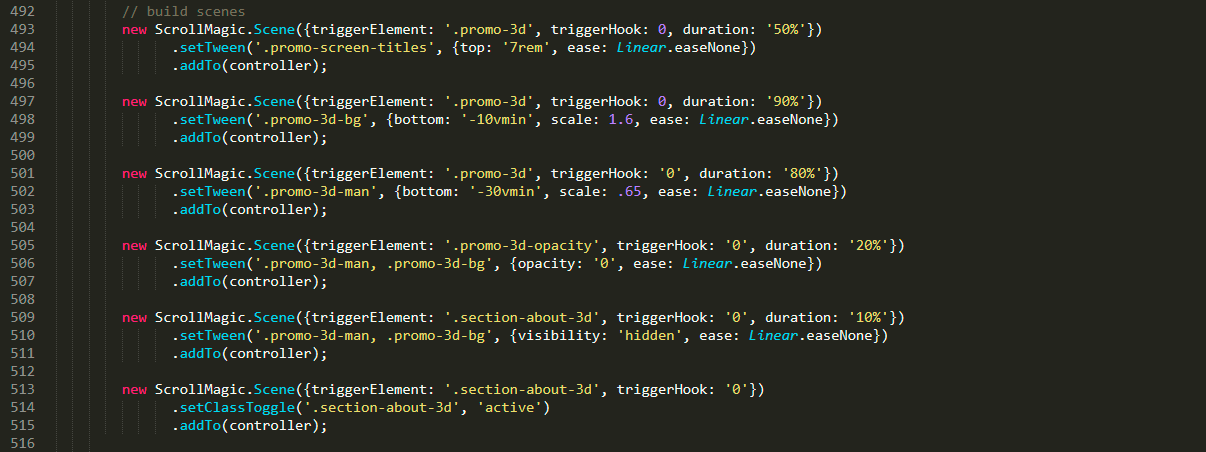 492 // build scenes
493 new ScrollMagic.Scene({triggerElement: '.promo-3d', triggerHook: 0, duration: '50%'})
494 .setTween('.promo-screen-titles', {top: '7rem', ease: Linear.easeNone})
495 .addTo(controller);
496
497 new ScrollMagic.Scene({triggerElement: '.promo-3d', triggerHook: 0, duration: '90%'})
498 .setTween('.promo-3d-bg', {bottom: '-10vmin', scale: 1.6, ease: Linear.easeNone})
499 .addTo(controller);
500
501 new ScrollMagic.Scene({triggerElement: '.promo-3d', triggerHook: '0', duration: '80%'})
502 .setTween('.promo-3d-man', {bottom: '-30vmin', scale: .65, ease: Linear.easeNone})
503 .addTo(controller);
504
505 new ScrollMagic.Scene({triggerElement: '.promo-3d-opacity', triggerHook: '0', duration: '20%'})
506 .setTween('.promo-3d-man, .promo-3d-bg', {opacity: '0', ease: Linear.easeNone})
507 .addTo(controller);
508
509 new ScrollMagic.Scene({triggerElement: '.section-about-3d', triggerHook: '0', duration: '10%'})
510 .setTween('.promo-3d-man, .promo-3d-bg', {visibility: 'hidden', ease: Linear.easeNone})
511 .addTo(controller);
512
513 new ScrollMagic.Scene({triggerElement: '.section-about-3d', triggerHook: '0'})
514 .setClassToggle('.section-about-3d', 'active')
515 .addTo(controller);
516